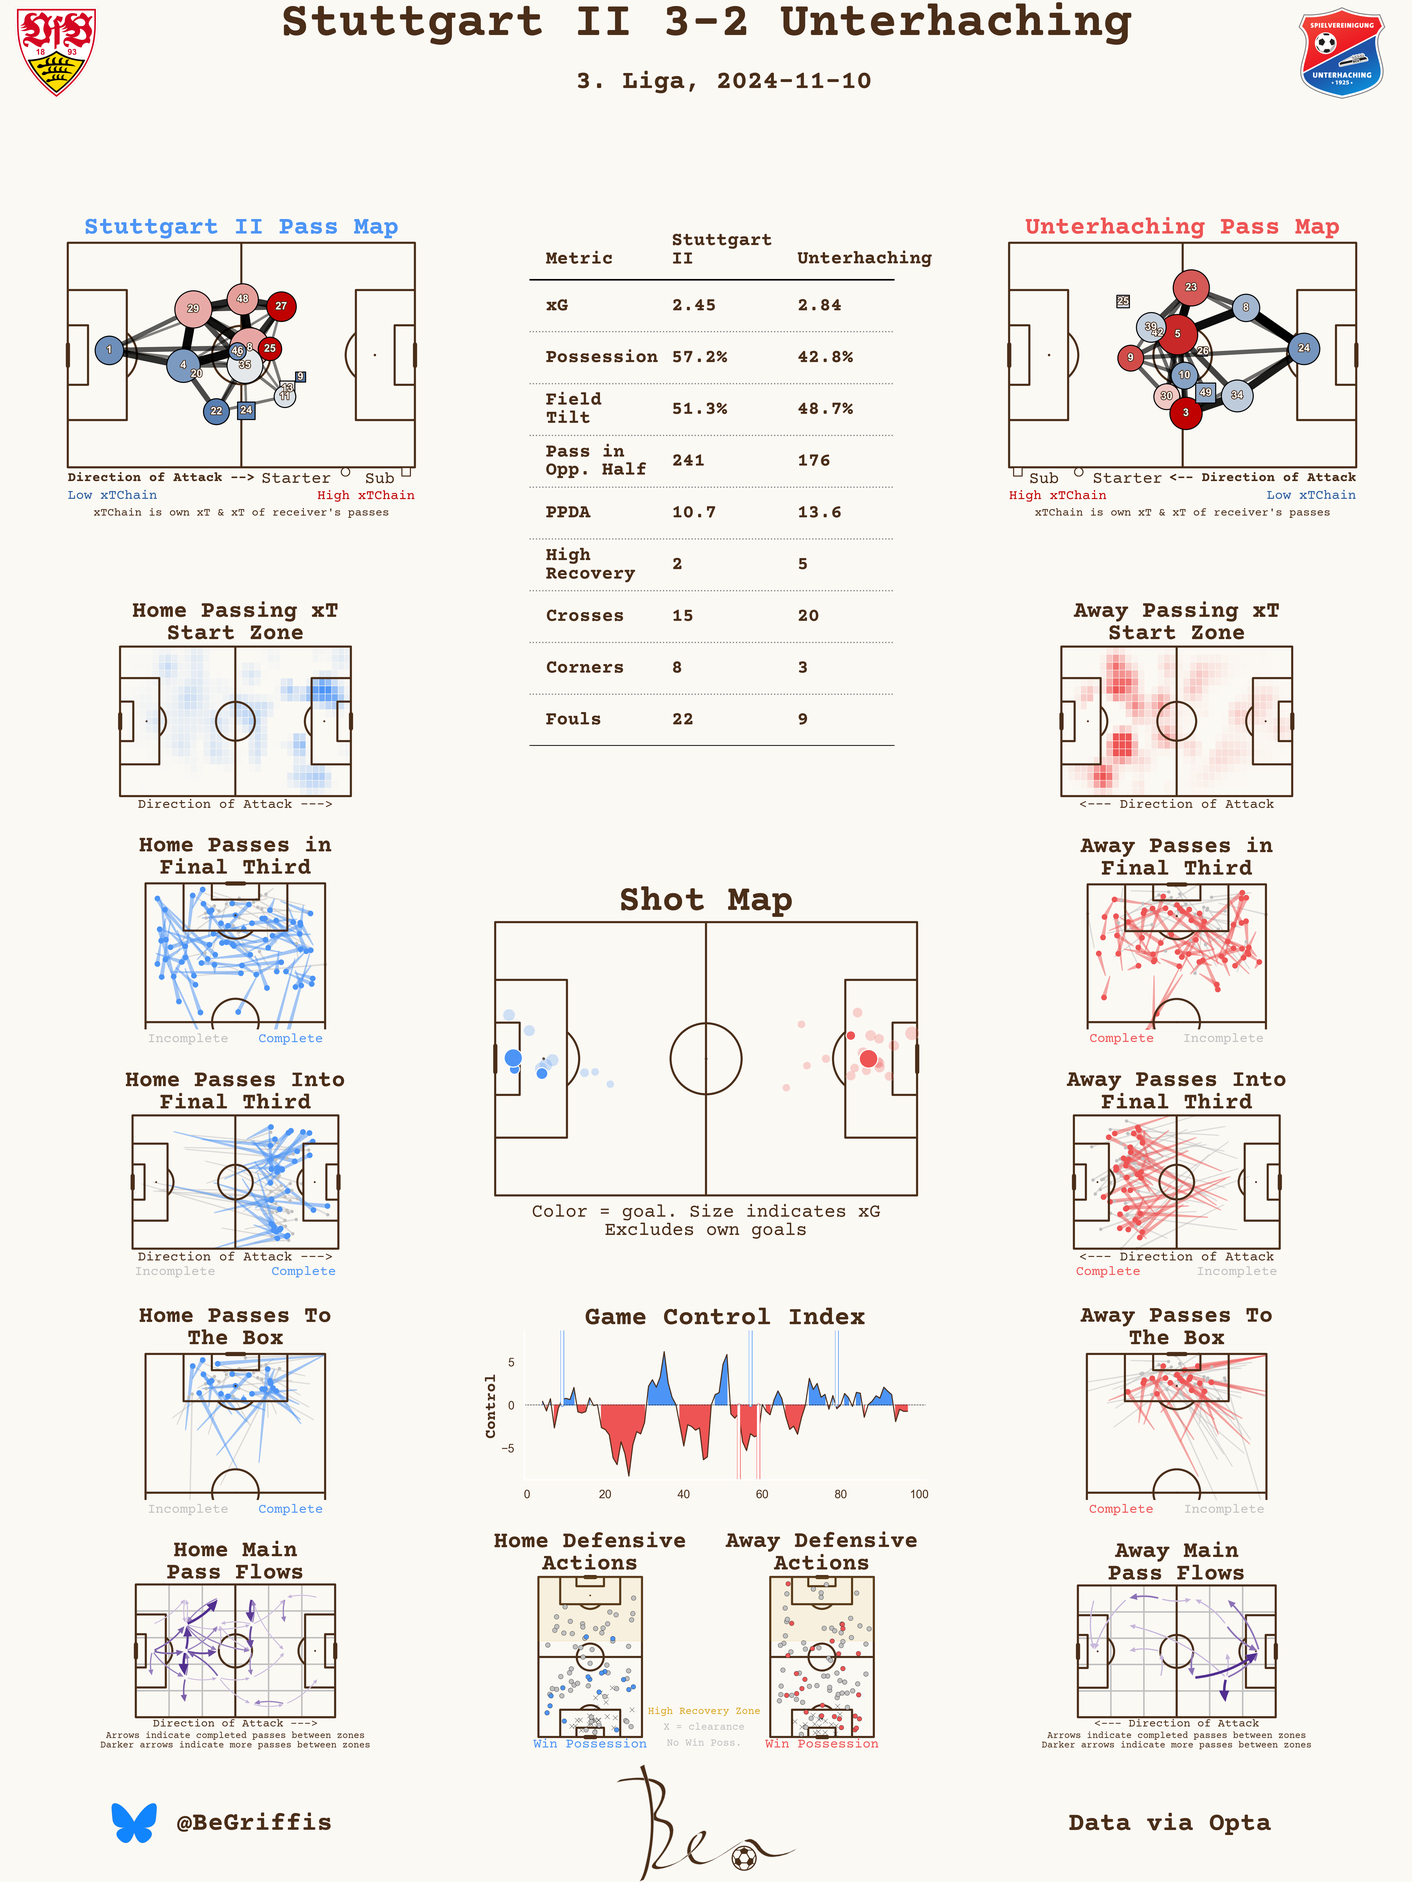 Stuttgart II 3-2 Unterhaching
3. Liga, 2024-11-10
VfB
18 93
SPIELVEREINIGUNG
UNTERHACHING
• 1925 •
Stuttgart II Pass Map
29
48
27
1
4
20
46
8
25
35
9
13
11
22
24
Direction of Attack --> Starter Sub
Low xTChain High xTChain
xTChain is own xT & xT of receiver's passes
Metric Stuttgart II Unterhaching
xG 2.45 2.84
Possession 57.2% 42.8%
Field Tilt 51.3% 48.7%
Pass in Opp. Half 241 176
PPDA 10.7 13.6
High Recovery 2 5
Crosses 15 20
Corners 8 3
Fouls 22 9
Unterhaching Pass Map
23
25
8
39
42
5
26
24
9
10
30
49
34
3
Sub Starter <-- Direction of Attack
High xTChain Low xTChain
xTChain is own xT & xT of receiver's passes
Home Passing xT
Start Zone
Direction of Attack --->
Away Passing xT
Start Zone
<--- Direction of Attack
Home Passes in
Final Third
Incomplete Complete
Away Passes in
Final Third
Complete Incomplete
Shot Map
Color = goal. Size indicates xG
Excludes own goals
Home Passes Into
Final Third
Direction of Attack --->
Incomplete Complete
Away Passes Into
Final Third
<--- Direction of Attack
Complete Incomplete
Home Passes To
The Box
Incomplete Complete
Game Control Index
Control
5
0
−5
0 20 40 60 80 100
Away Passes To
The Box
Complete Incomplete
Home Main
Pass Flows
Direction of Attack --->
Arrows indicate completed passes between zones
Darker arrows indicate more passes between zones
Home Defensive
Actions
Win Possession
Away Defensive
Actions
Win Possession
High Recovery Zone
X = clearance
No Win Poss.
Away Main
Pass Flows
<--- Direction of Attack
Arrows indicate completed passes between zones
Darker arrows indicate more passes between zones
@BeGriffis
Ben
Data via Opta